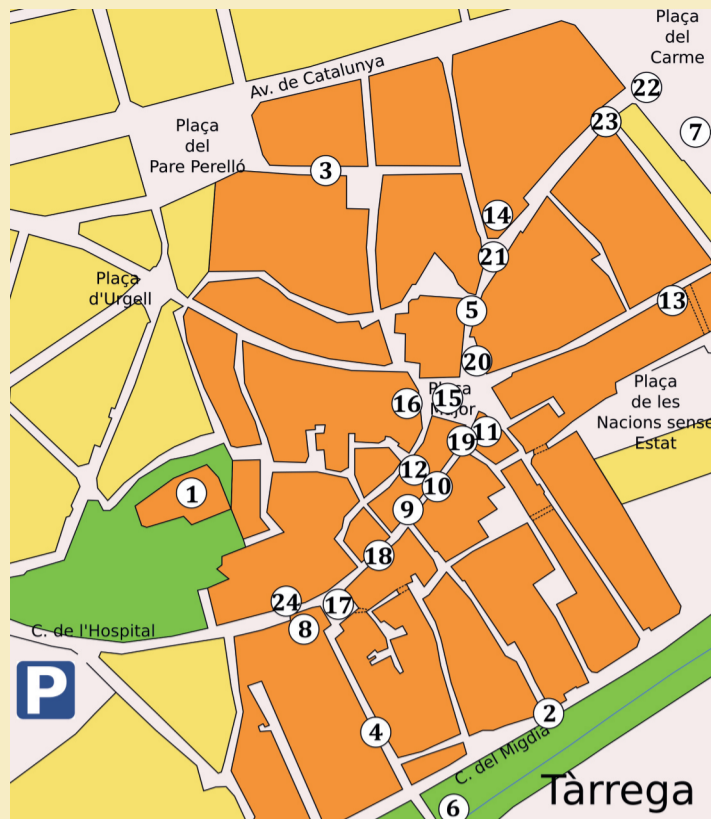 Plaça
del
Carme
Av. de Catalunya
22
23
7
Plaça
del
Pare Perelló
3
14
21
Plaça
d'Urgell
5
13
20
Plaça
Major
15
16
Plaça
de les
Nacions sense
Estat
11
19
12
10
1
9
18
24
17
8
C. de l'Hospital
P
2
4
C. del Migdia
6
Tàrrega